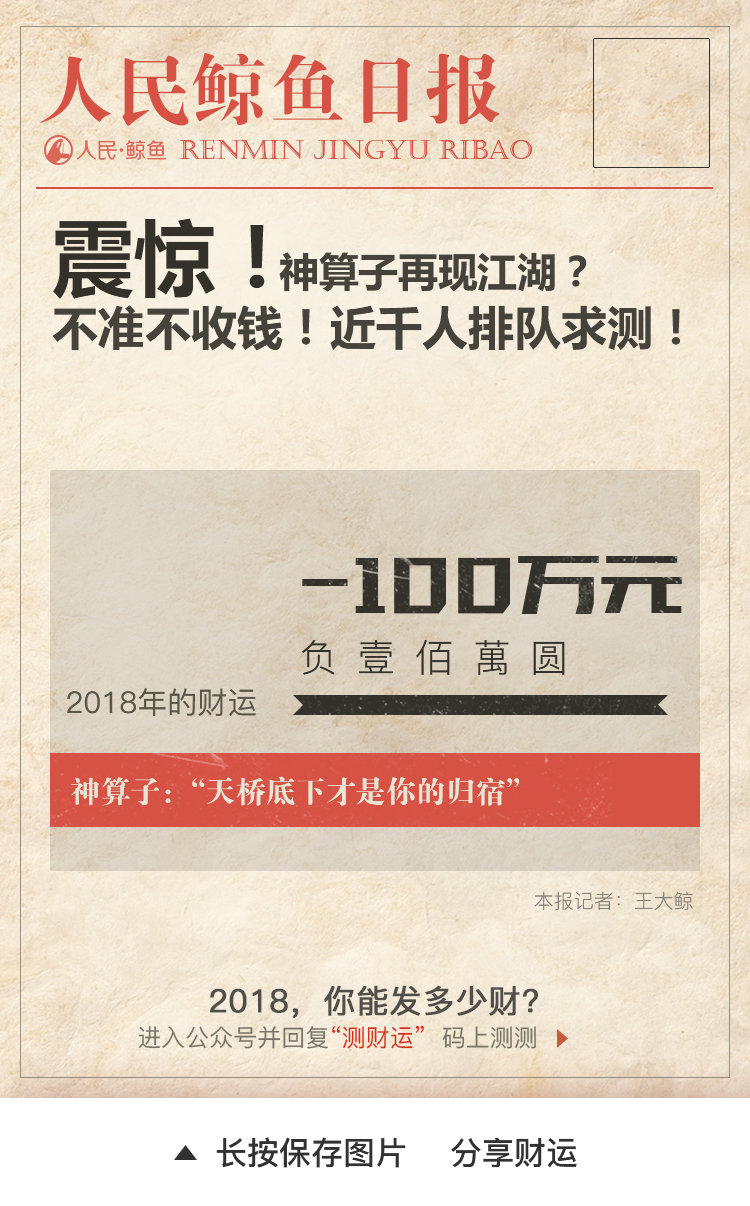 人民鲸鱼日报
人民·鲸鱼 RENMIN JINGYU RIBAO
震惊！神算子再现江湖？
不准不收钱！近千人排队求测！
-100万元
负壹佰萬圆
2018年的财运
神算子：“天桥底下才是你的归宿”
本报记者：王大鲸
2018，你能发多少财？
进入公众号并回复“测财运” 码上测测
长按保存图片 分享财运